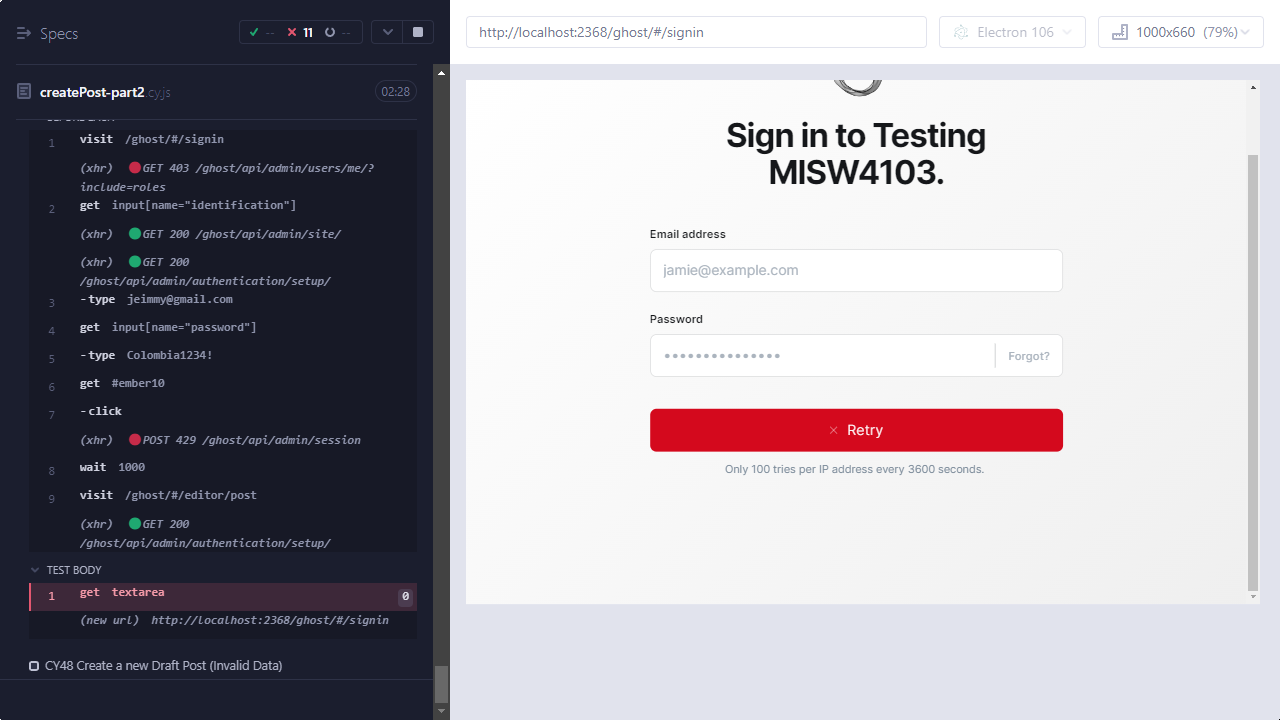 Specs
-- 11 --
createPost-part2.cy.js
02:28
1 visit /ghost/#/signin
(xhr) GET 403 /ghost/api/admin/users/me/?
include=roles
2 get input[name="identification"]
(xhr) GET 200 /ghost/api/admin/site/
(xhr) GET 200
/ghost/api/admin/authentication/setup/
3 -type jeimmy@gmail.com
4 get input[name="password"]
5 -type Colombia1234!
6 get #ember10
7 -click
(xhr) POST 429 /ghost/api/admin/session
8 wait 1000
9 visit /ghost/#/editor/post
(xhr) GET 200
/ghost/api/admin/authentication/setup/
TEST BODY
1 get textarea 0
(new url) http://localhost:2368/ghost/#/signin
CY48 Create a new Draft Post (Invalid Data)
http://localhost:2368/ghost/#/signin
Electron 106
1000x660 (79%)
Sign in to Testing
MISW4103.
Email address
jamie@example.com
Password
•••••••••••••••
Forgot?
Retry
Only 100 tries per IP address every 3600 seconds.